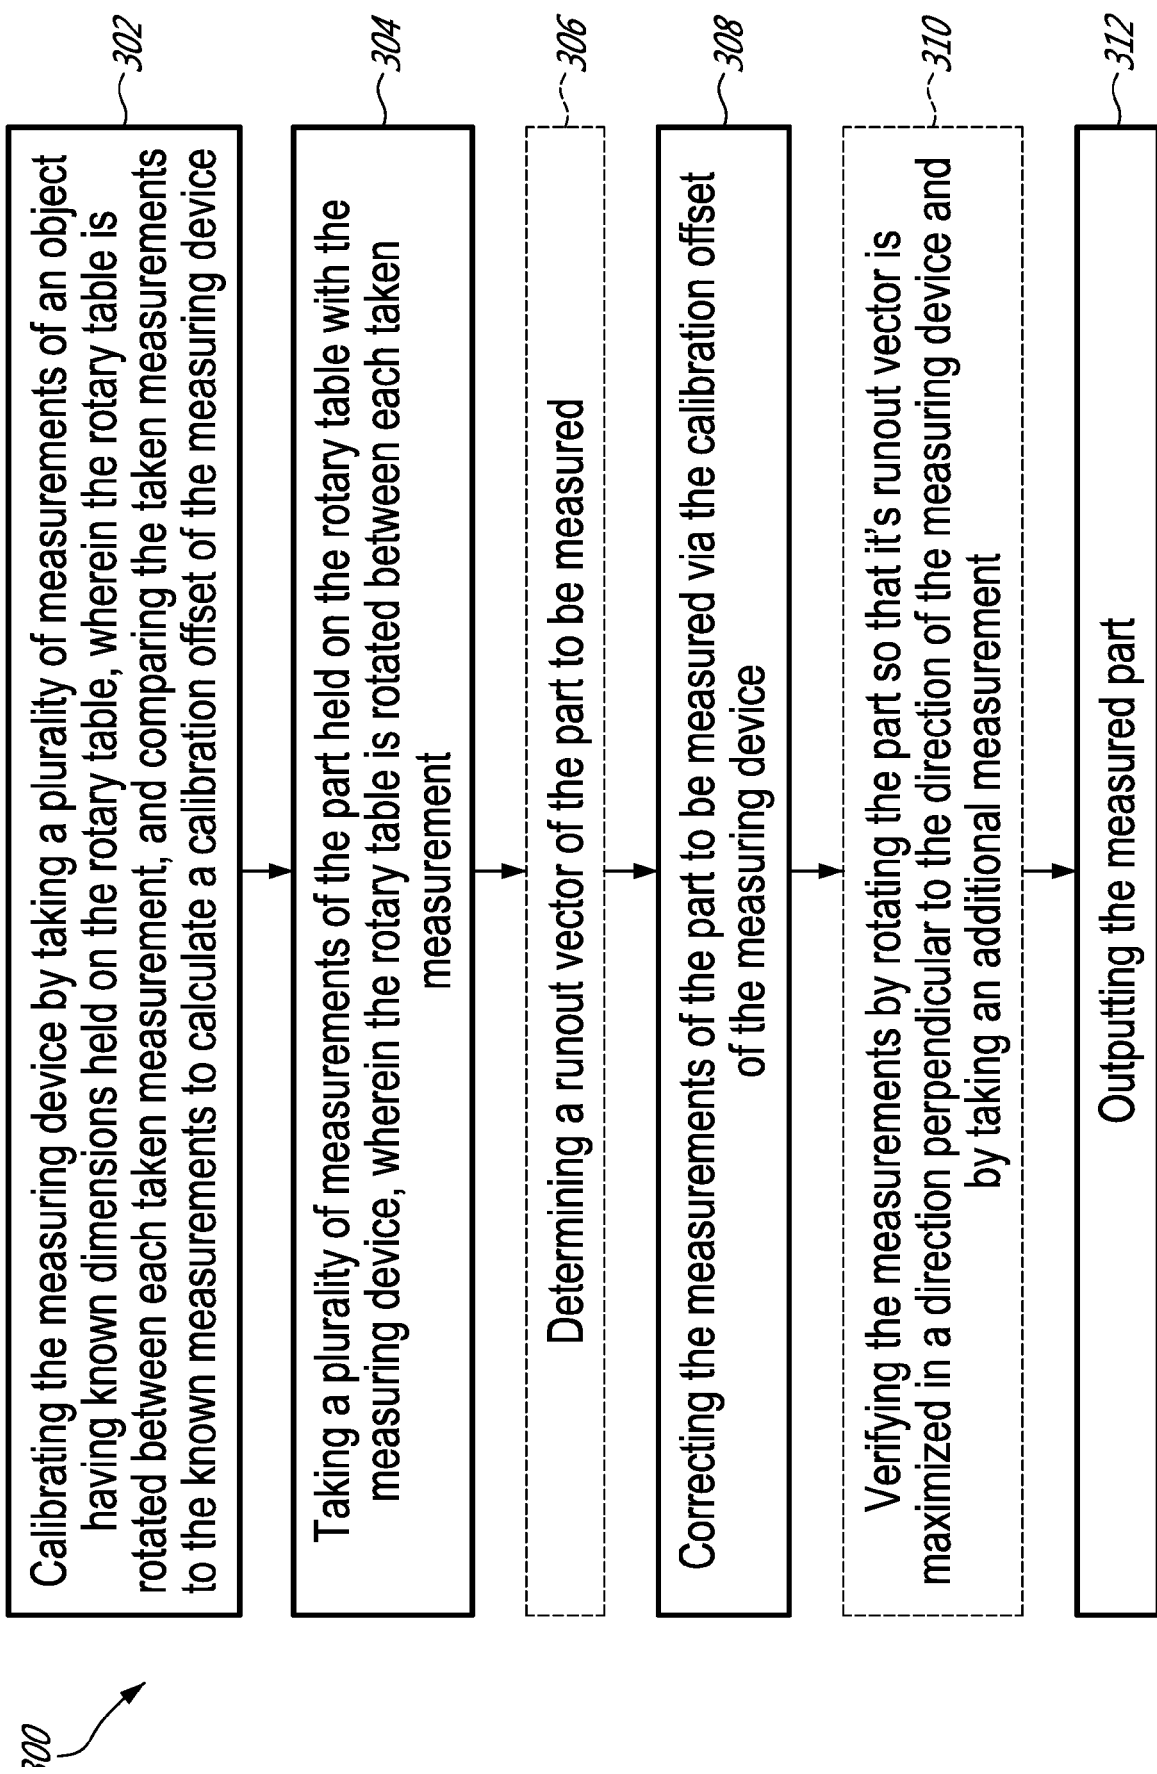 300
Calibrating the measuring device by taking a plurality of measurements of an object
having known dimensions held on the rotary table, wherein the rotary table is
rotated between each taken measurement, and comparing the taken measurements
to the known measurements to calculate a calibration offset of the measuring device
302
Taking a plurality of measurements of the part held on the rotary table with the
measuring device, wherein the rotary table is rotated between each taken
measurement
304
Determining a runout vector of the part to be measured
306
Correcting the measurements of the part to be measured via the calibration offset
of the measuring device
308
Verifying the measurements by rotating the part so that it's runout vector is
maximized in a direction perpendicular to the direction of the measuring device and
by taking an additional measurement
310
Outputting the measured part
312